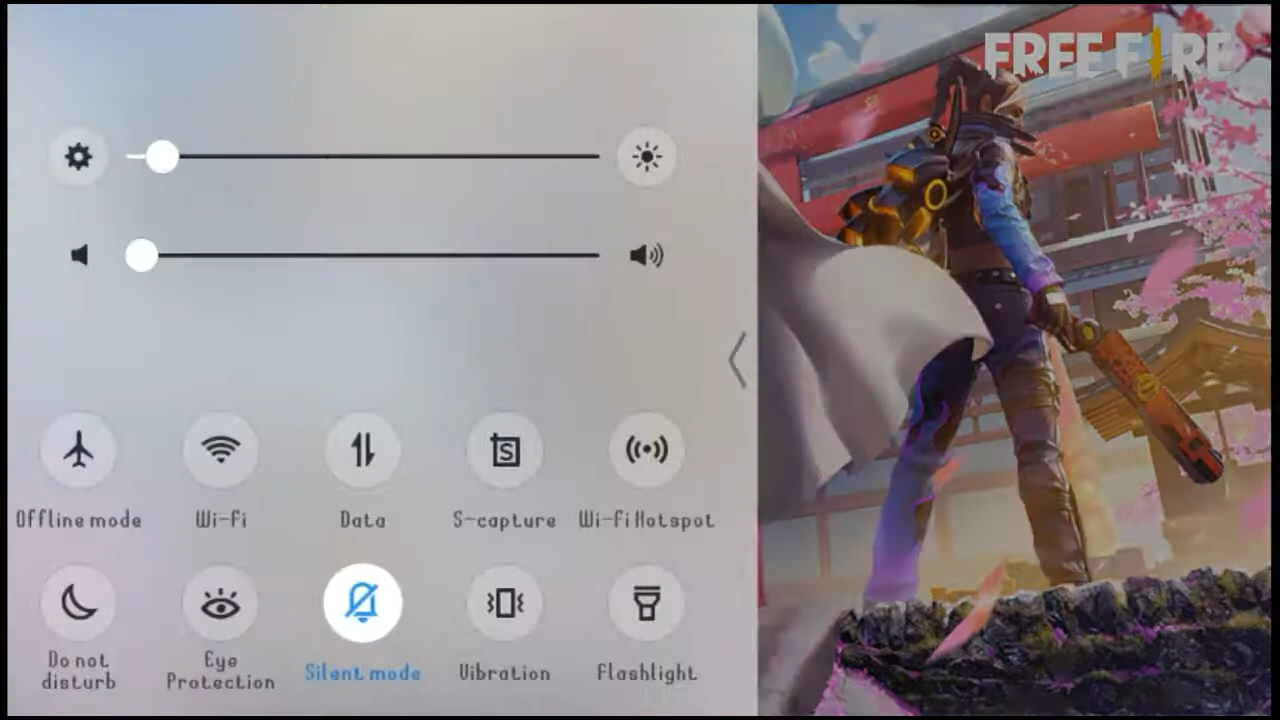 FREE FIRE
Offline mode
Wi-Fi
Data
S-capture
Wi-Fi Hotspot
Do not
disturb
Eye
Protection
Silent mode
Vibration
Flashlight